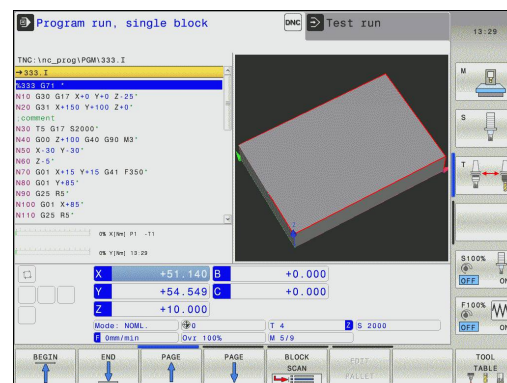 Program run, single block
DNC
Test run
13:29
TNC:\nc_prog\PGM\333.I
→333.I
%333 G71 *
N10 G30 G17 X+0 Y+0 Z-25*
N20 G31 X+150 Y+100 Z+0*
;comment
N30 T5 G17 S2000*
N40 G00 Z+100 G40 G90 M3*
N50 X-30 Y-30*
N60 Z-5*
N70 G01 X+15 Y+15 G41 F350*
N80 G01 Y+85*
N90 G25 R5*
N100 G01 X+85*
N110 G25 R5*
0% X[Nm] P1 -T1
0% Y[Nm] 13:29
X +51.140 B +0.000
Y +54.549 C +0.000
Z +10.000
Mode: NOML. 0 T 4 Z S 2000
F 0mm/min Ovr 100% M 5/9
M
S
T
S100%
OFF ON
F100%
OFF ON
BEGIN
END
PAGE
PAGE
BLOCK
SCAN
EDIT
PALLET
TOOL
TABLE